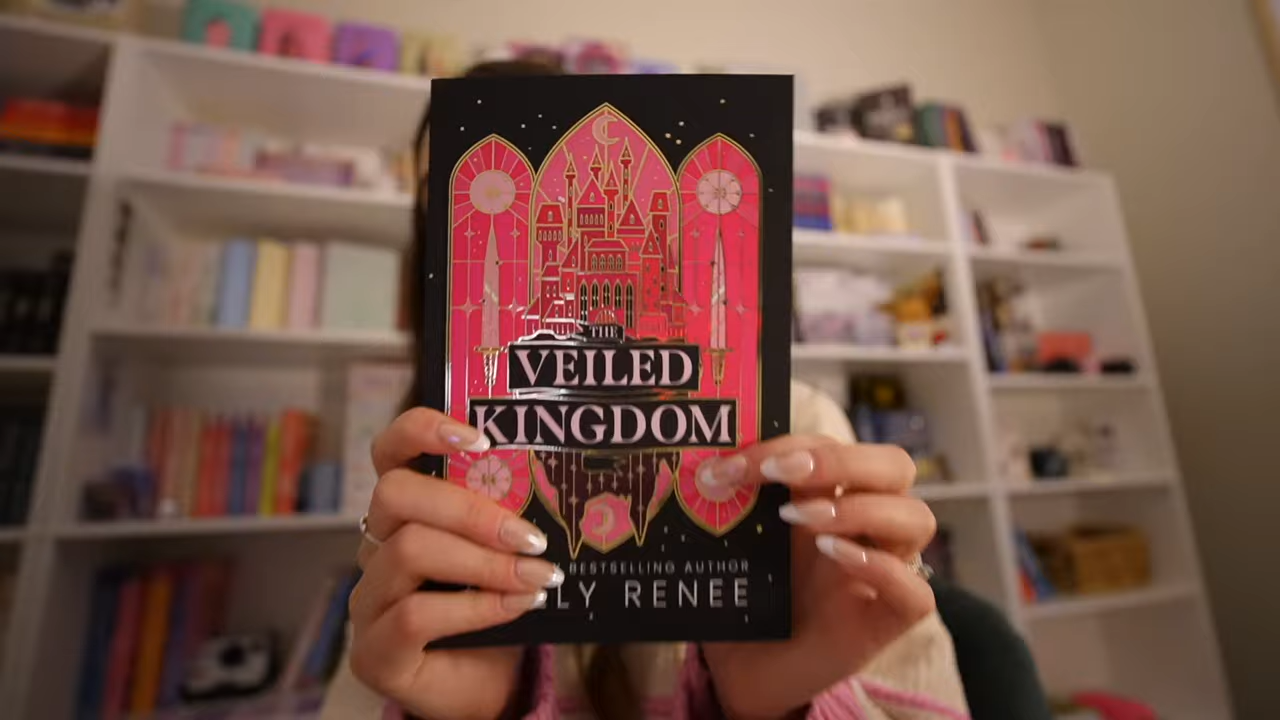 THE
VEILED
KINGDOM
BESTSELLING AUTHOR
LY RENEE